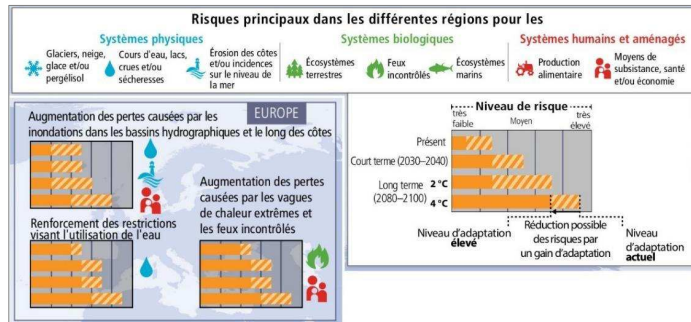 Risques principaux dans les différentes régions pour les
Systèmes physiques
Systèmes biologiques
Systèmes humains et aménagés
Glaciers, neige,
glace et/ou
pergélisol
Cours d'eau, lacs,
crues et/ou
sécheresses
Érosion des côtes
et/ou incidences
sur le niveau de
la mer
Écosystèmes
terrestres
Feux
incontrôlés
Écosystèmes
marins
Production
alimentaire
Moyens de
subsistance, santé
et/ou économie
EUROPE
Augmentation des pertes causées par les
inondations dans les bassins hydrographiques et le long des côtes
Augmentation des pertes
causées par les vagues
de chaleur extrêmes et
les feux incontrôlés
Renforcement des restrictions
visant l'utilisation de l'eau
Niveau de risque
très
faible
Moyen
très
élevé
Présent
Court terme (2030–2040)
Long terme
(2080–2100)
2 °C
4 °C
Niveau d'adaptation
élevé
Réduction possible
des risques par
un gain d'adaptation
Niveau
d'adaptation
actuel